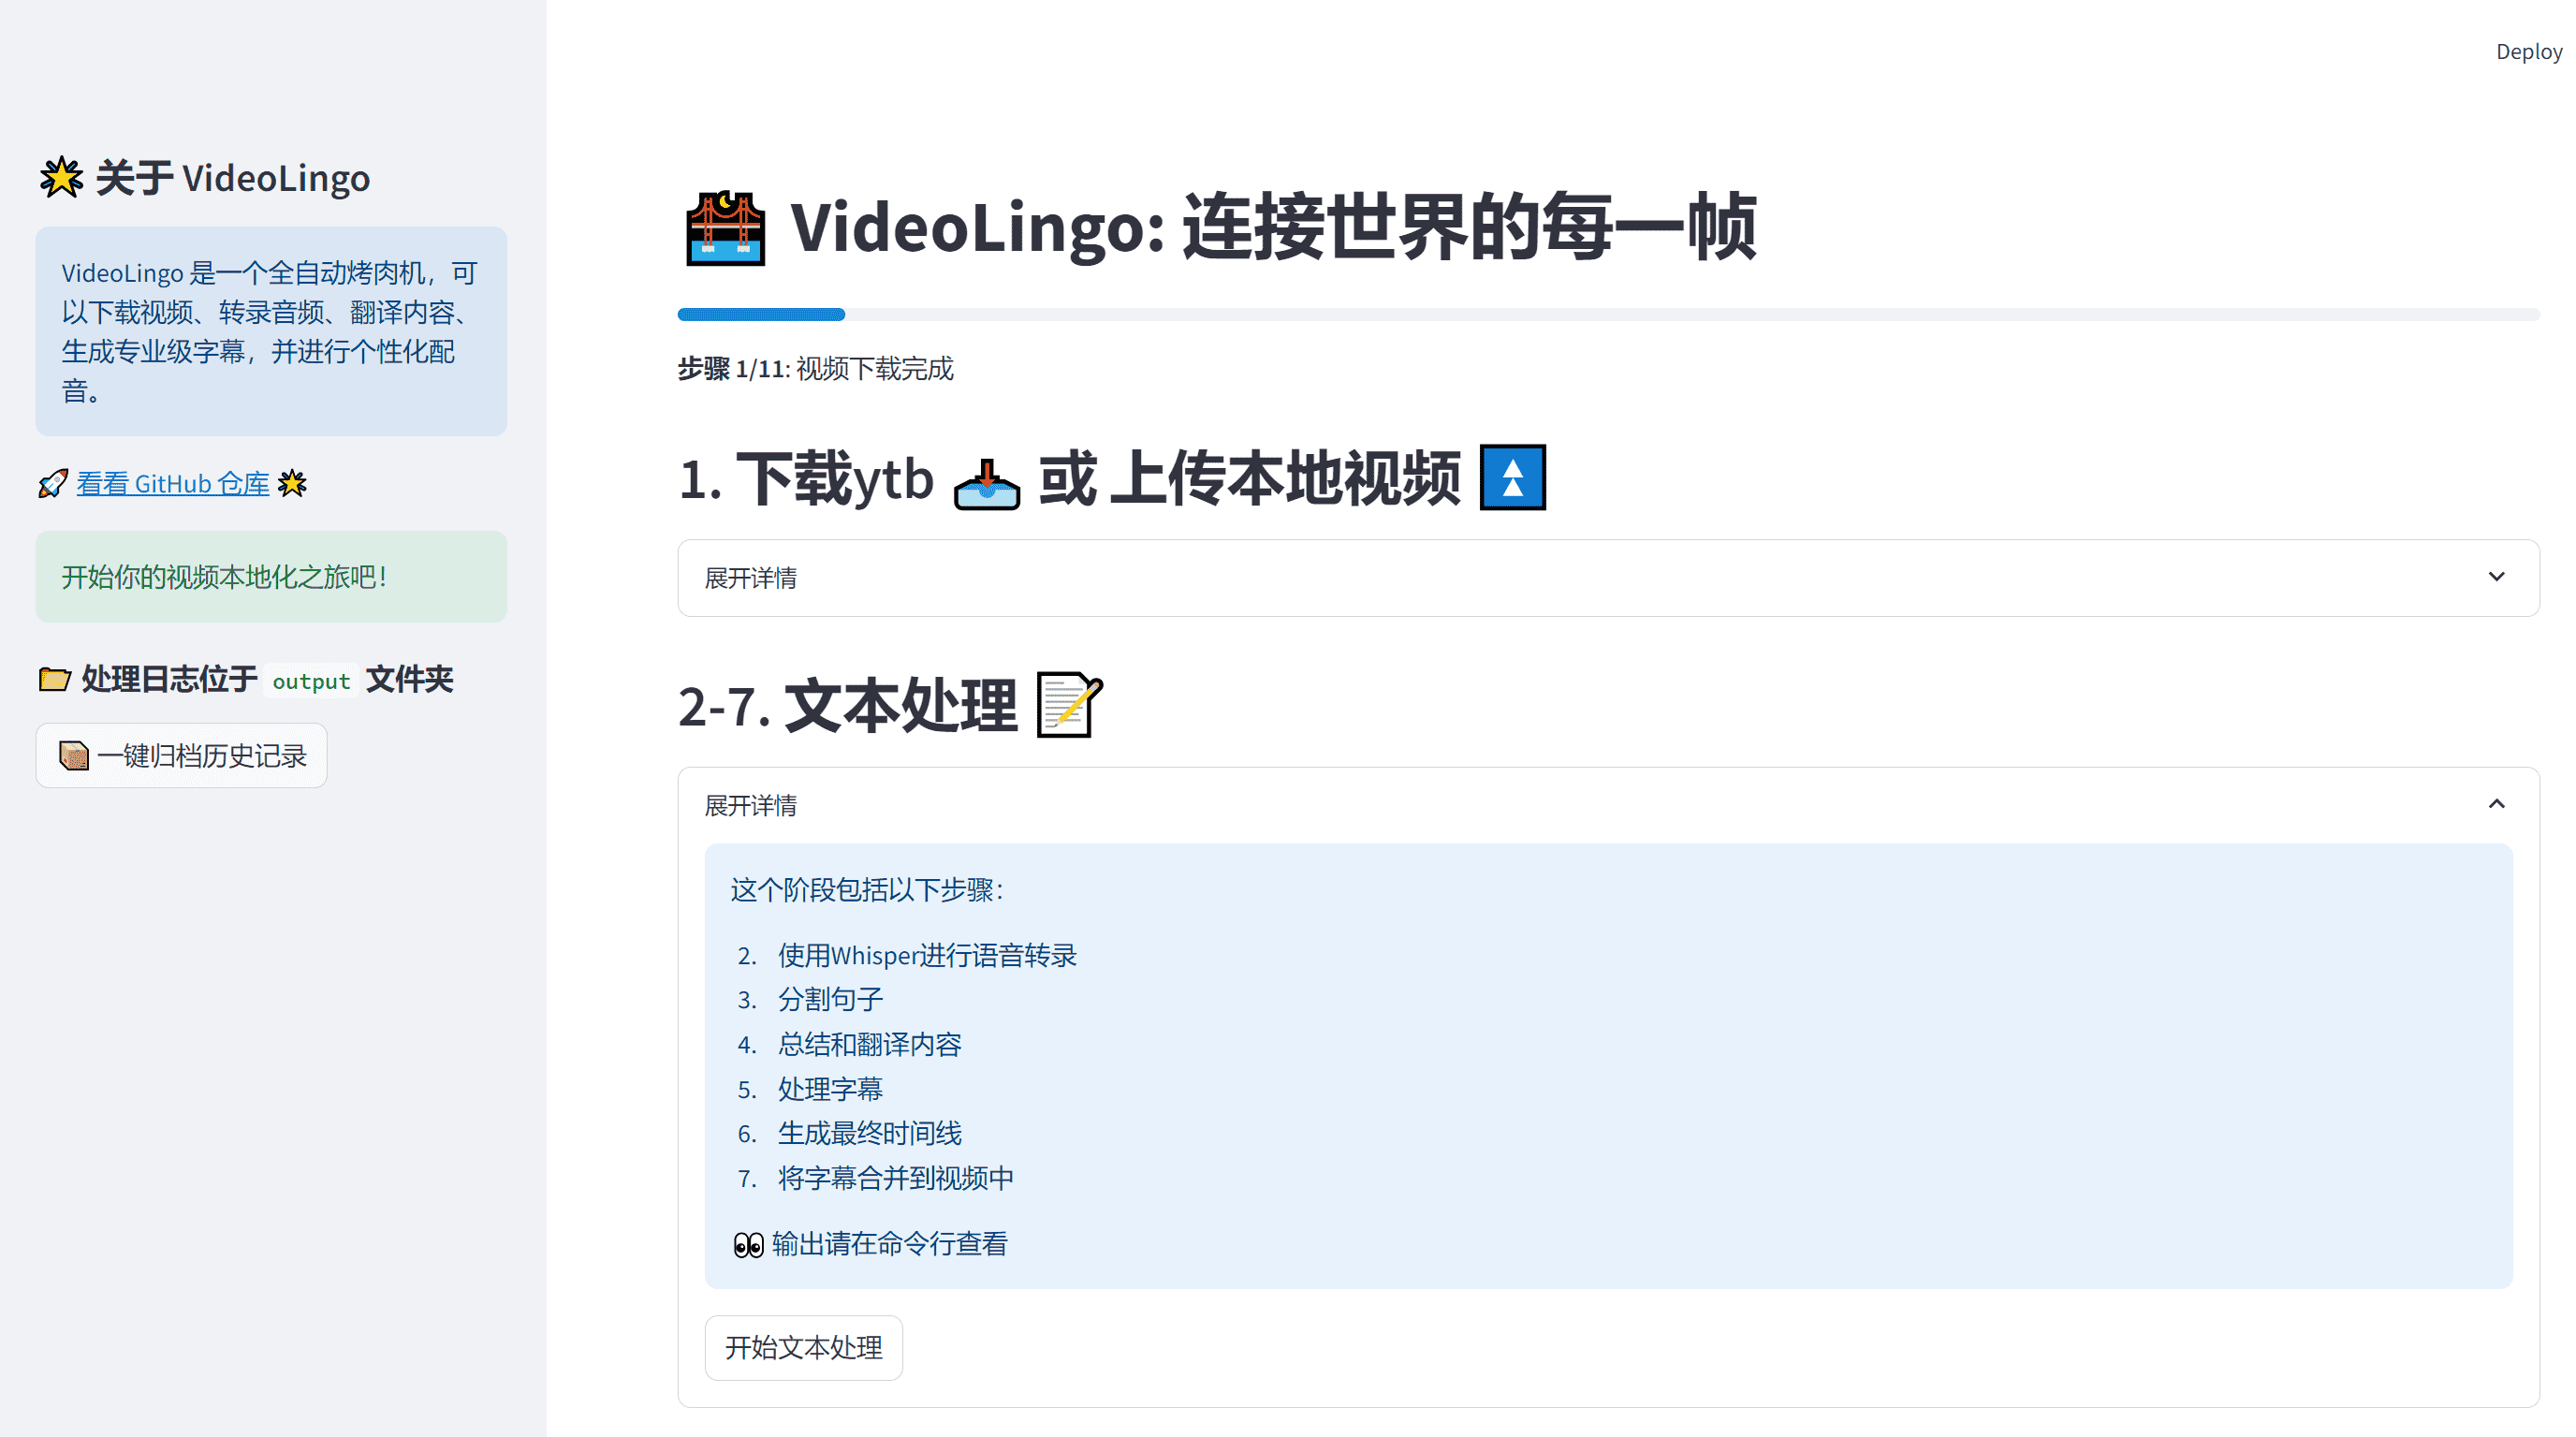 Deploy
🌟 关于 VideoLingo
VideoLingo 是一个全自动烤肉机，可
以下载视频、转录音频、翻译内容、
生成专业级字幕，并进行个性化配
音。
🚀 看看 GitHub 仓库 🌟
开始你的视频本地化之旅吧！
📂 处理日志位于 output 文件夹
📦 一键归档历史记录
🌉 VideoLingo: 连接世界的每一帧
步骤 1/11: 视频下载完成
1. 下载ytb 📥 或 上传本地视频 ⏫
展开详情
2-7. 文本处理 📝
展开详情
这个阶段包括以下步骤：
2. 使用Whisper进行语音转录
3. 分割句子
4. 总结和翻译内容
5. 处理字幕
6. 生成最终时间线
7. 将字幕合并到视频中
👀 输出请在命令行查看
开始文本处理